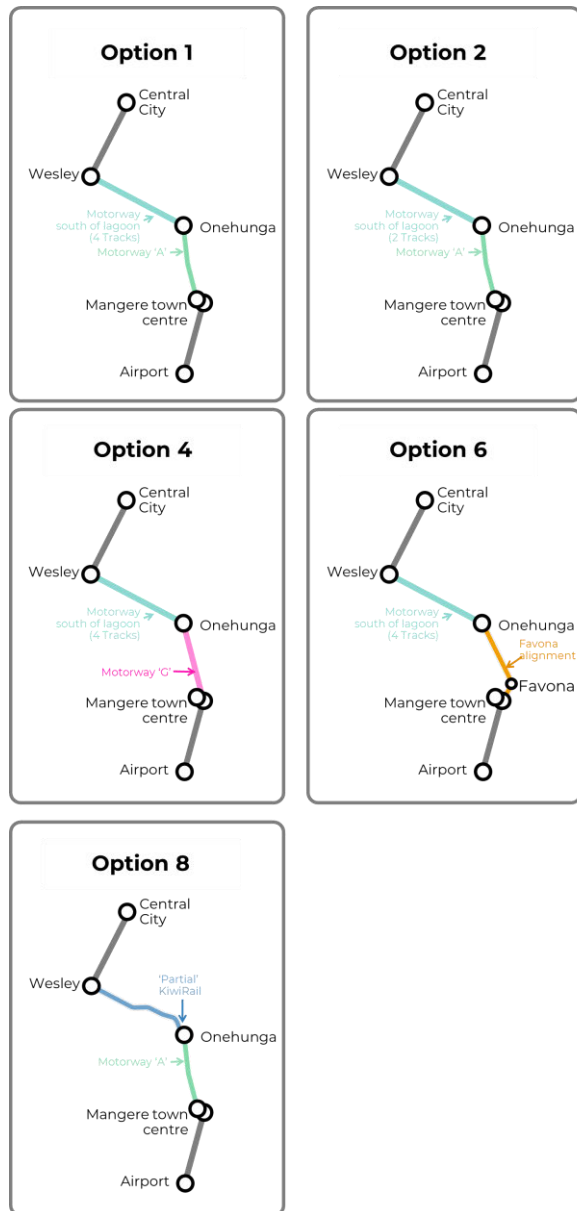 Option 1
Central
City
Wesley
Motorway
south of lagoon
(4 Tracks)
Onehunga
Motorway 'A'
Mangere town
centre
Airport
Option 2
Central
City
Wesley
Motorway
south of lagoon
(2 Tracks)
Onehunga
Motorway 'A'
Mangere town
centre
Airport
Option 4
Central
City
Wesley
Motorway
south of lagoon
(4 Tracks)
Onehunga
Motorway 'G'
Mangere town
centre
Airport
Option 6
Central
City
Wesley
Motorway
south of lagoon
(4 Tracks)
Onehunga
Favona
alignment
Favona
Mangere town
centre
Airport
Option 8
Central
City
Wesley
'Partial'
KiwiRail
Onehunga
Motorway 'A'
Mangere town
centre
Airport